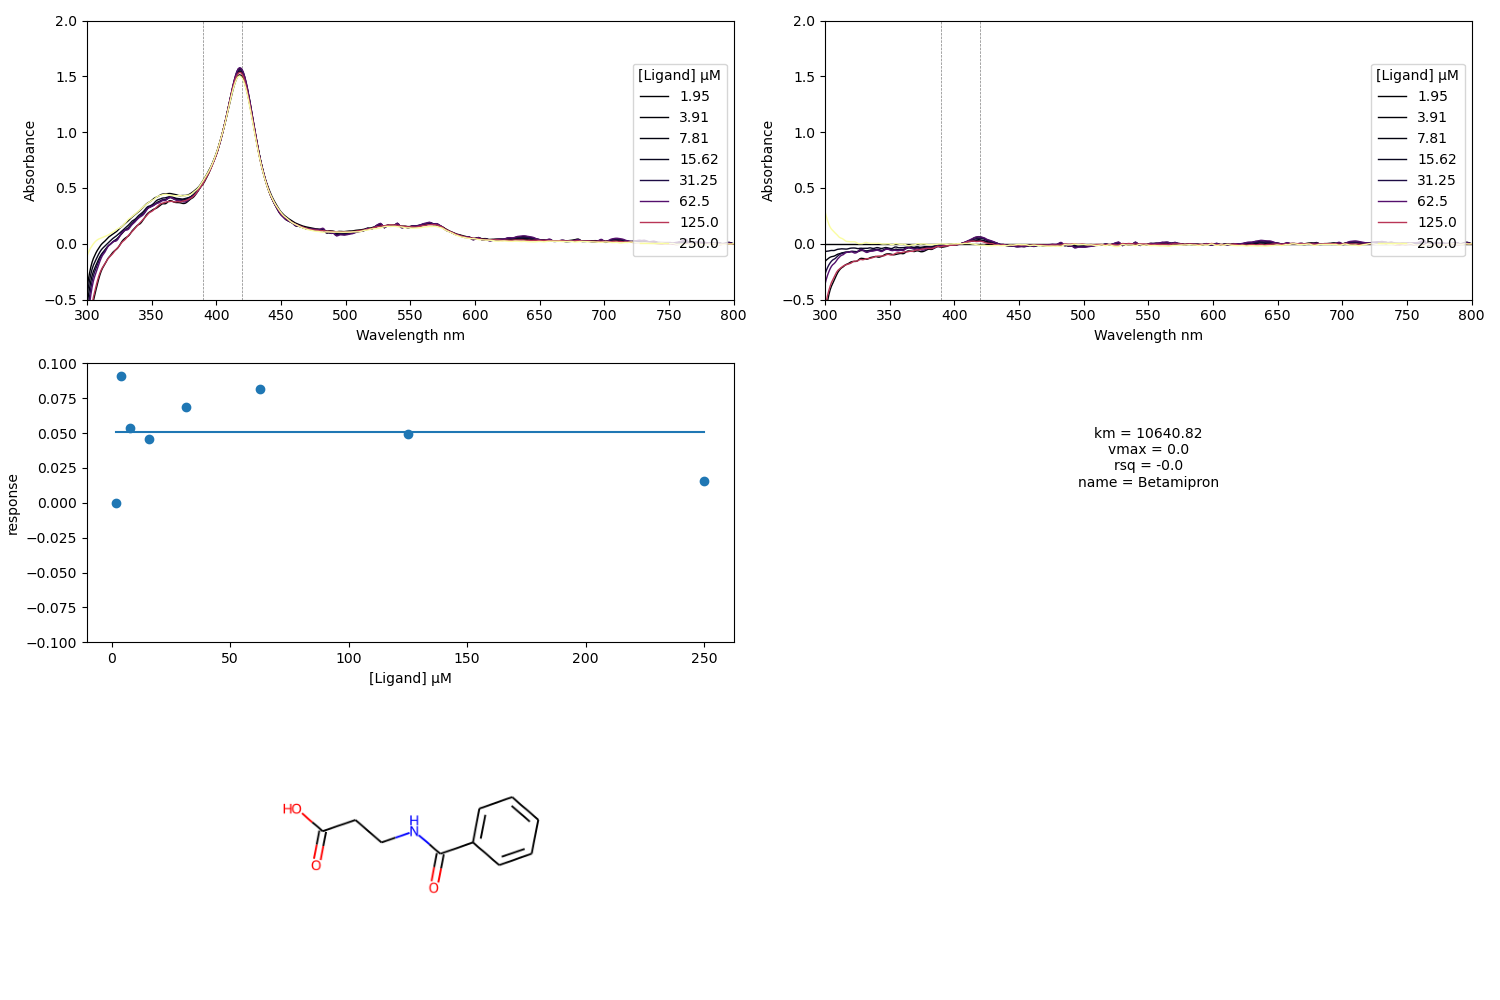 2.0
1.5
1.0
0.5
0.0
−0.5
Absorbance
300 350 400 450 500 550 600 650 700 750 800
Wavelength nm
[Ligand] μM
1.95
3.91
7.81
15.62
31.25
62.5
125.0
250.0
2.0
1.5
1.0
0.5
0.0
−0.5
Absorbance
300 350 400 450 500 550 600 650 700 750 800
Wavelength nm
[Ligand] μM
1.95
3.91
7.81
15.62
31.25
62.5
125.0
250.0
0.100
0.075
0.050
0.025
0.000
−0.025
−0.050
−0.075
−0.100
response
0 50 100 150 200 250
[Ligand] μM
km = 10640.82
vmax = 0.0
rsq = -0.0
name = Betamipron
HO
O
H
N
O